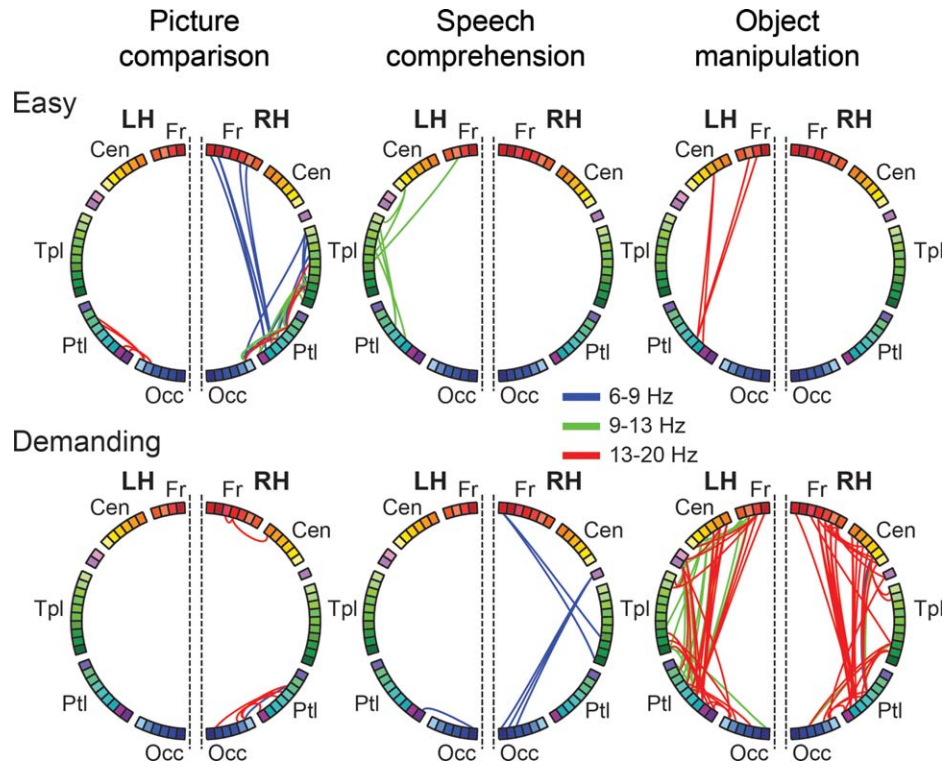 Picture comparison
Speech comprehension
Object manipulation
Easy
LH Fr Fr RH
Cen Cen
Tpl Tpl
Ptl Ptl
Occ Occ
LH Fr Fr RH
Cen Cen
Tpl Tpl
Ptl Ptl
Occ Occ
LH Fr Fr RH
Cen Cen
Tpl Tpl
Ptl Ptl
Occ Occ
6-9 Hz
9-13 Hz
13-20 Hz
Demanding
LH Fr Fr RH
Cen Cen
Tpl Tpl
Ptl Ptl
Occ Occ
LH Fr Fr RH
Cen Cen
Tpl Tpl
Ptl Ptl
Occ Occ
LH Fr Fr RH
Cen Cen
Tpl Tpl
Ptl Ptl
Occ Occ